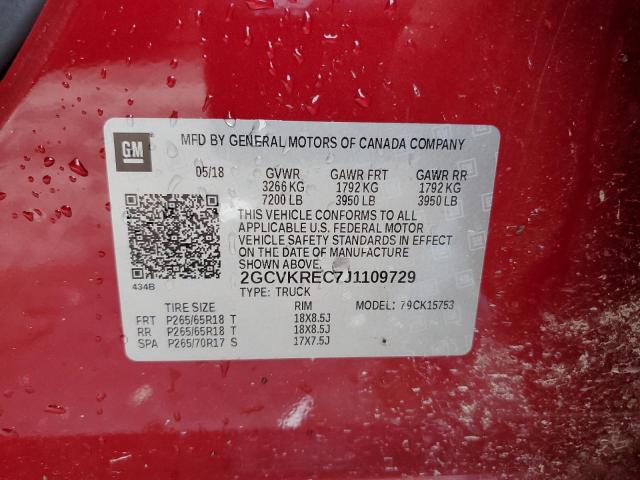 GM
MFD BY GENERAL MOTORS OF CANADA COMPANY
05/18 GVWR GAWR FRT GAWR RR
3266 KG 1792 KG 1792 KG
7200 LB 3950 LB 3950 LB
THIS VEHICLE CONFORMS TO ALL
APPLICABLE U.S. FEDERAL MOTOR
VEHICLE SAFETY STANDARDS IN EFFECT
ON THE DATE OF MANUFACTURE
SHOWN ABOVE.
434B 2GCVKREC7J1109729
TYPE: TRUCK MODEL: 79CK15753
TIRE SIZE RIM
FRT P265/65R18 T 18X8.5J
RR P265/65R18 T 18X8.5J
SPA P265/70R17 S 17X7.5J